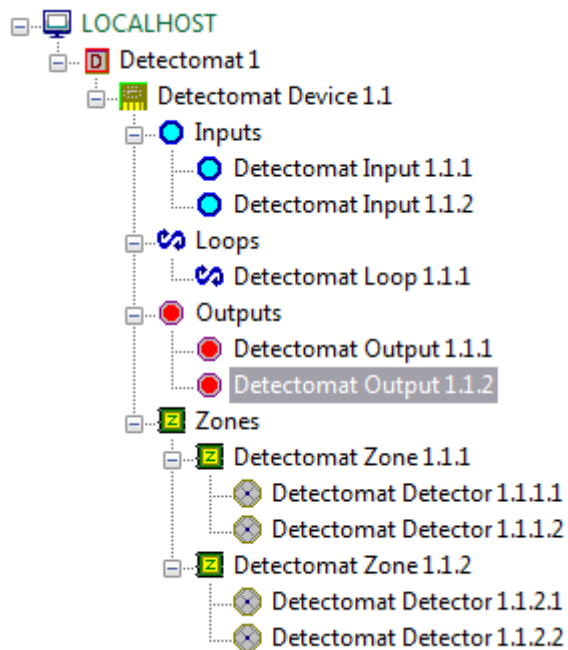 LOCALHOST
D Detectomat 1
Detectomat Device 1.1
Inputs
Detectomat Input 1.1.1
Detectomat Input 1.1.2
Loops
Detectomat Loop 1.1.1
Outputs
Detectomat Output 1.1.1
Detectomat Output 1.1.2
Z Zones
Z Detectomat Zone 1.1.1
Detectomat Detector 1.1.1.1
Detectomat Detector 1.1.1.2
Z Detectomat Zone 1.1.2
Detectomat Detector 1.1.2.1
Detectomat Detector 1.1.2.2